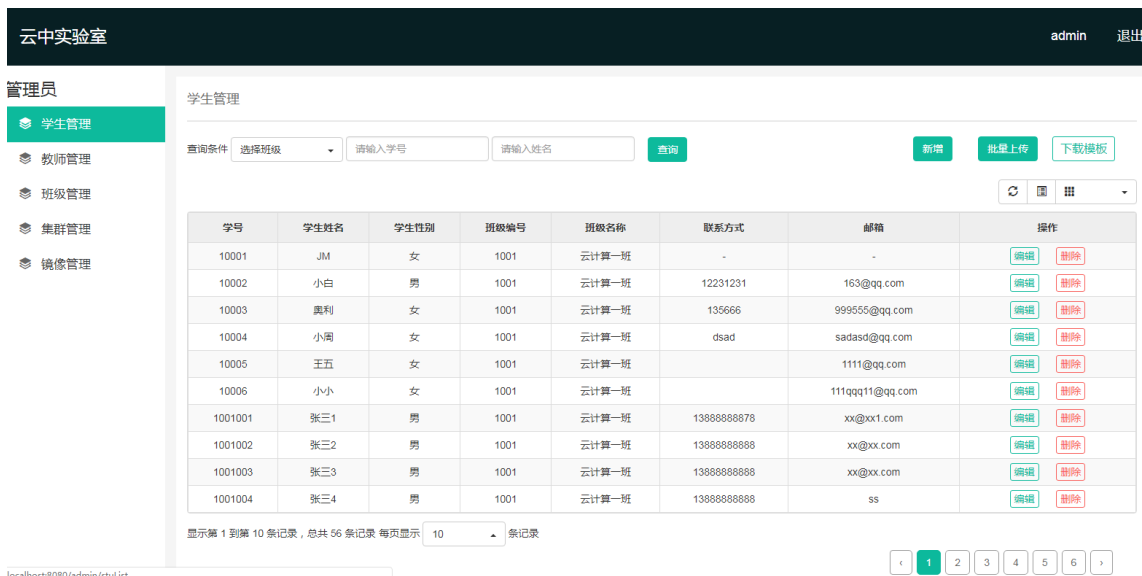 云中实验室 admin 退出
管理员
学生管理
教师管理
班级管理
集群管理
镜像管理
学生管理
查询条件 选择班级 请输入学号 请输入姓名 查询 新增 批量上传 下载模板
学号 学生姓名 学生性别 班级编号 班级名称 联系方式 邮箱 操作
10001 JM 女 1001 云计算一班 - - 编辑 删除
10002 小白 男 1001 云计算一班 12231231 163@qq.com 编辑 删除
10003 奥利 女 1001 云计算一班 135666 999555@qq.com 编辑 删除
10004 小周 女 1001 云计算一班 dsad sadasd@qq.com 编辑 删除
10005 王五 女 1001 云计算一班 1111@qq.com 编辑 删除
10006 小小 女 1001 云计算一班 111qqq11@qq.com 编辑 删除
1001001 张三1 男 1001 云计算一班 13888888878 xx@xx1.com 编辑 删除
1001002 张三2 男 1001 云计算一班 13888888888 xx@xx.com 编辑 删除
1001003 张三3 男 1001 云计算一班 13888888888 xx@xx.com 编辑 删除
1001004 张三4 男 1001 云计算一班 13888888888 ss 编辑 删除
显示第 1 到第 10 条记录，总共 56 条记录 每页显示 10 条记录
‹ 1 2 3 4 5 6 ›
localhost:8080/admin/stuList